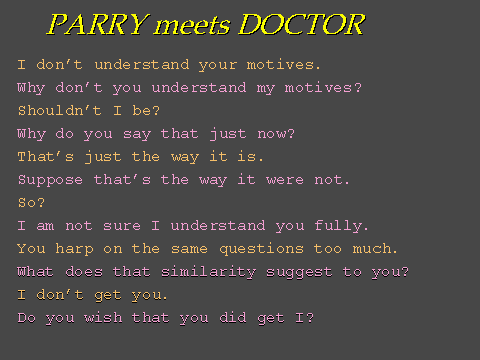 PARRY meets DOCTOR
I don't understand your motives.
Why don't you understand my motives?
Shouldn't I be?
Why do you say that just now?
That's just the way it is.
Suppose that's the way it were not.
So?
I am not sure I understand you fully.
You harp on the same questions too much.
What does that similarity suggest to you?
I don't get you.
Do you wish that you did get I?